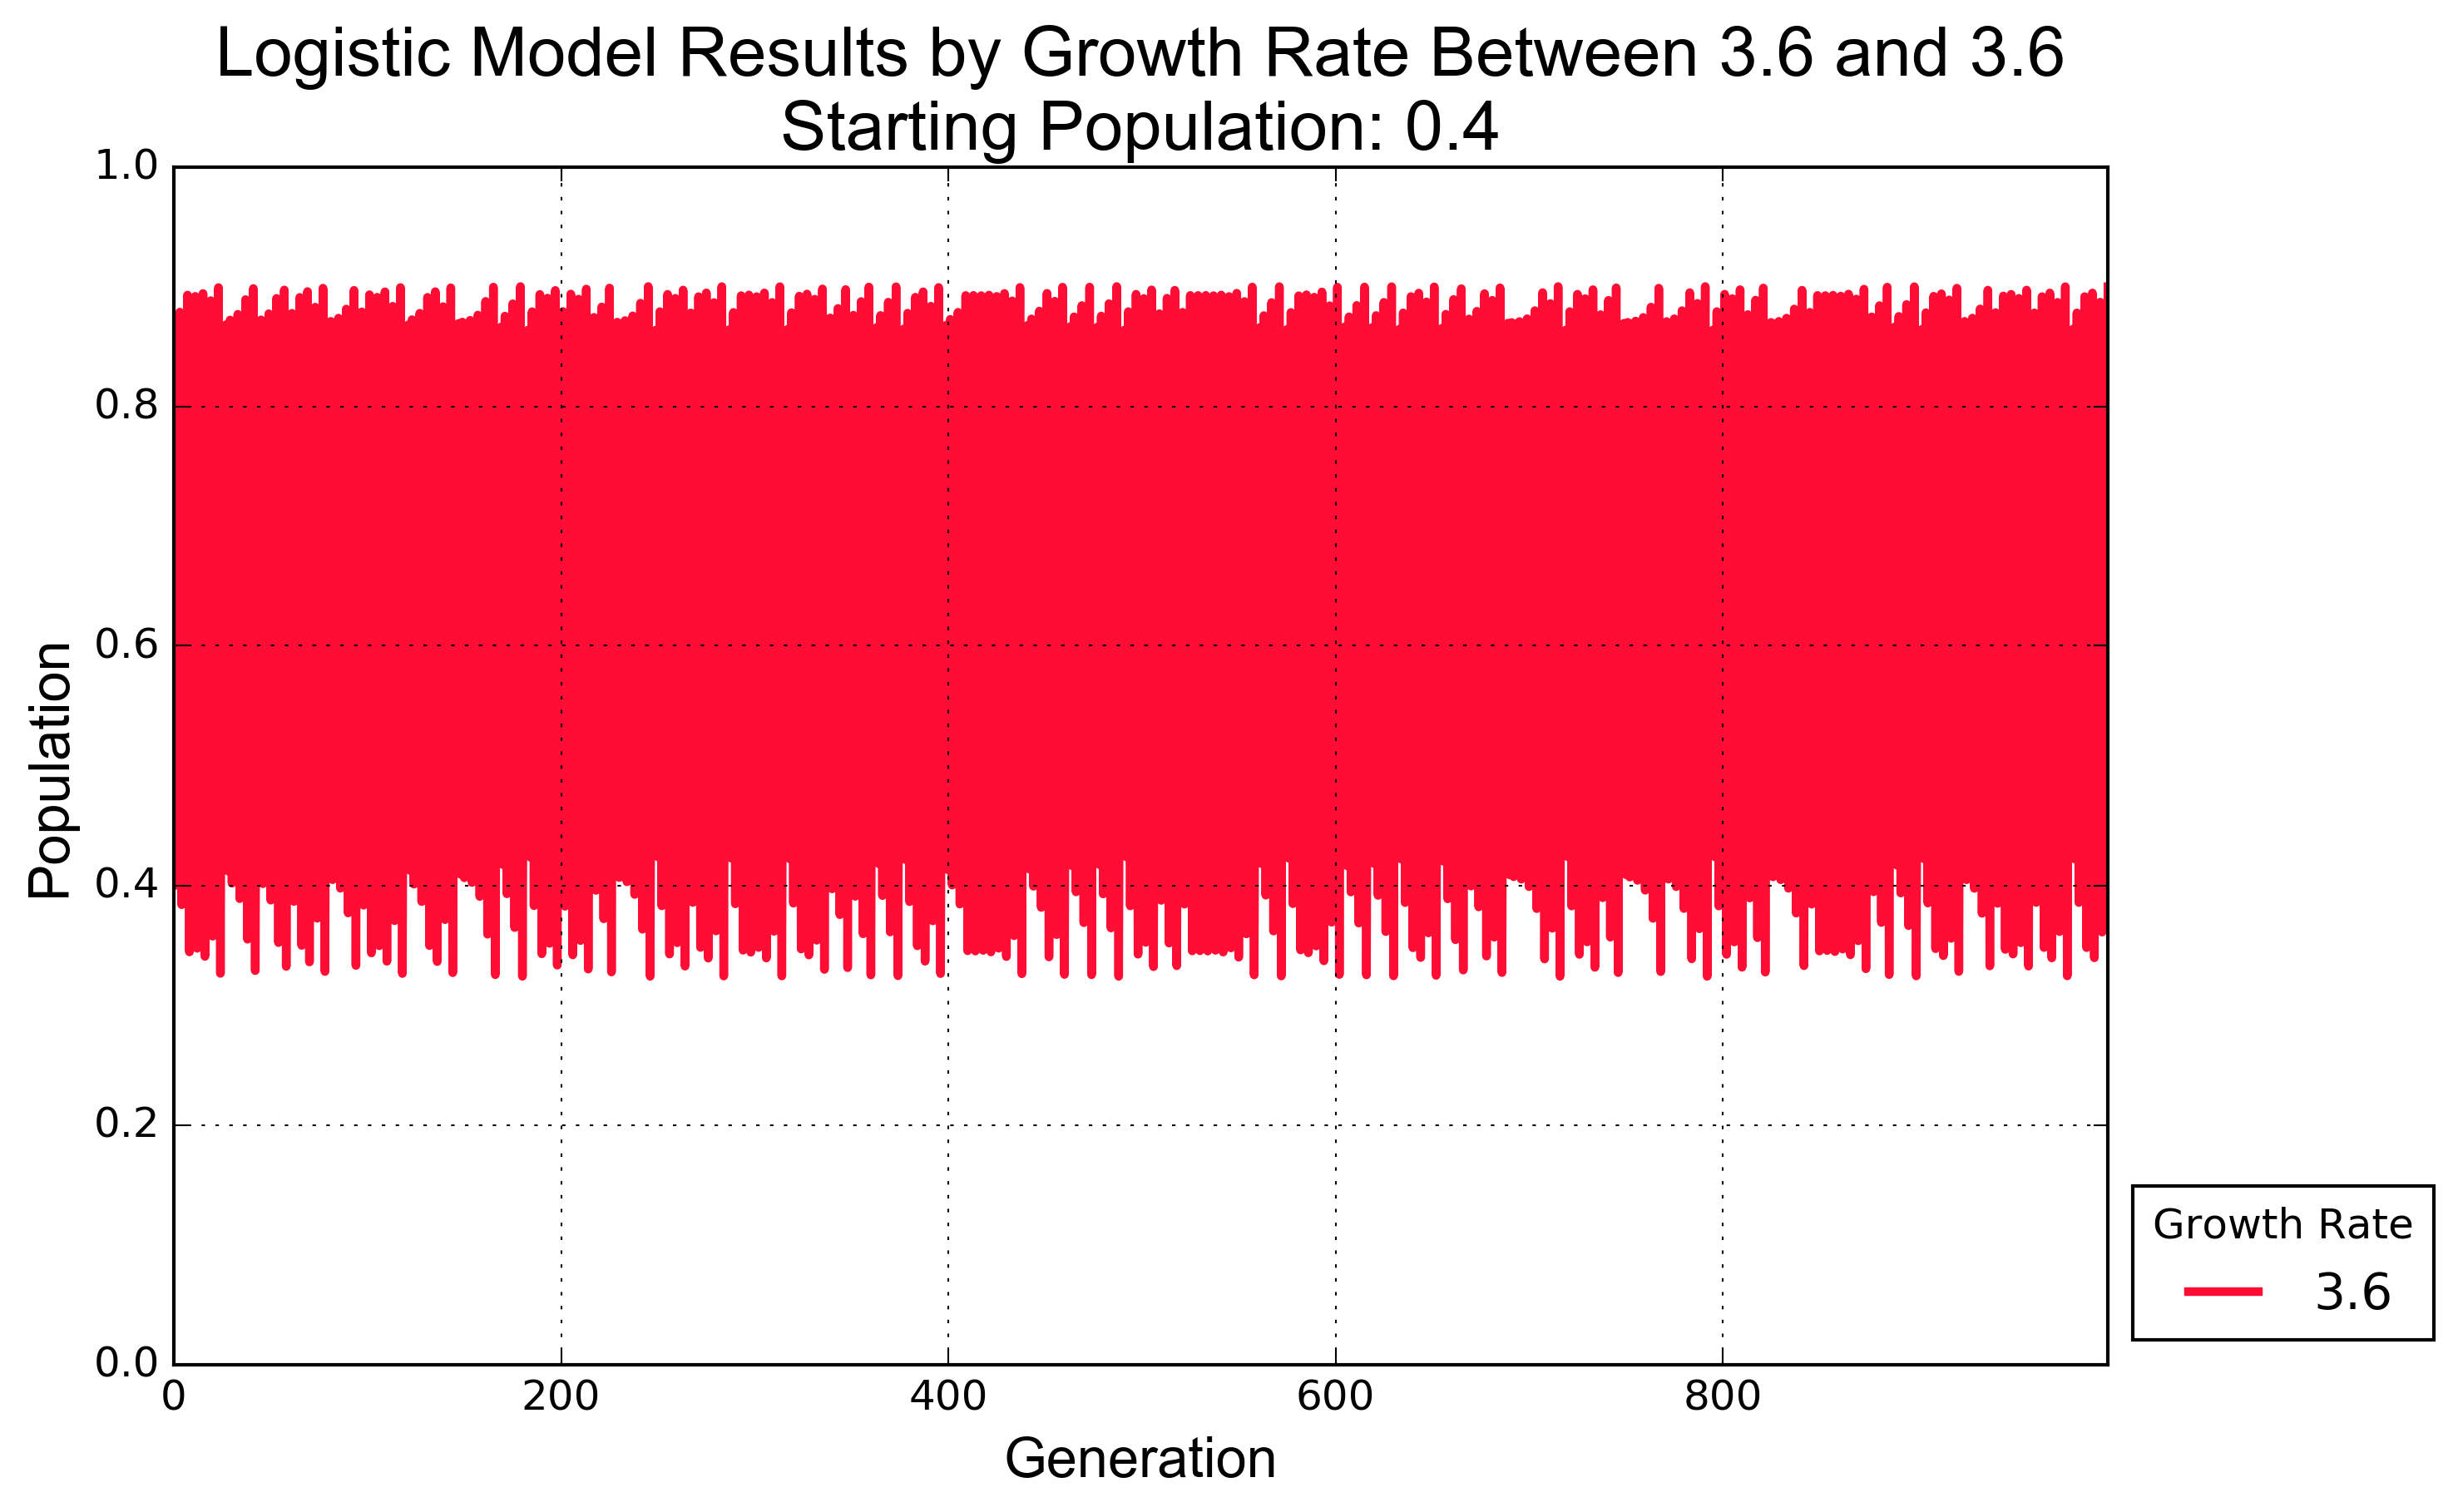 Logistic Model Results by Growth Rate Between 3.6 and 3.6
Starting Population: 0.4
1.0
0.8
0.6
0.4
0.2
0.0
Population
0
200
400
600
800
Generation
Growth Rate
3.6